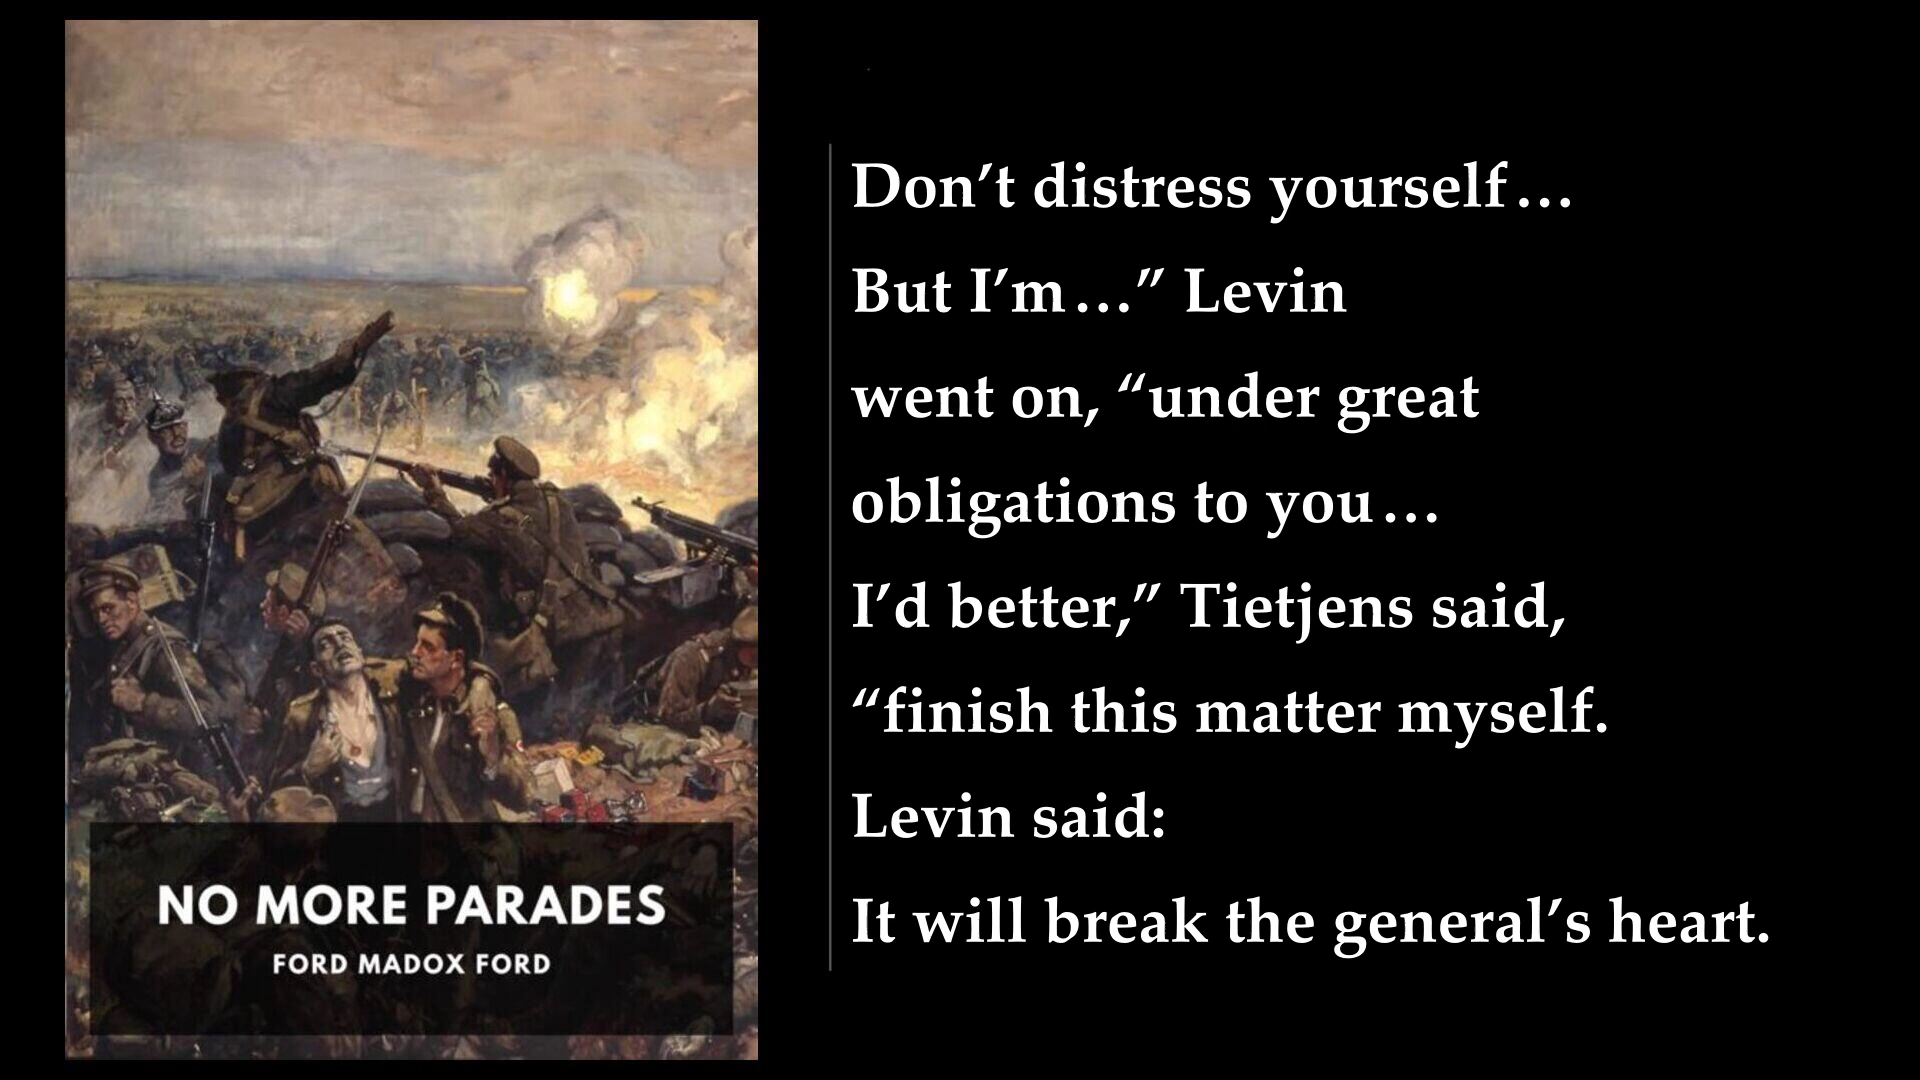 NO MORE PARADES
FORD MADOX FORD
Don’t distress yourself…
But I’m…” Levin
went on, “under great
obligations to you…
I’d better,” Tietjens said,
“finish this matter myself.
Levin said:
It will break the general’s heart.